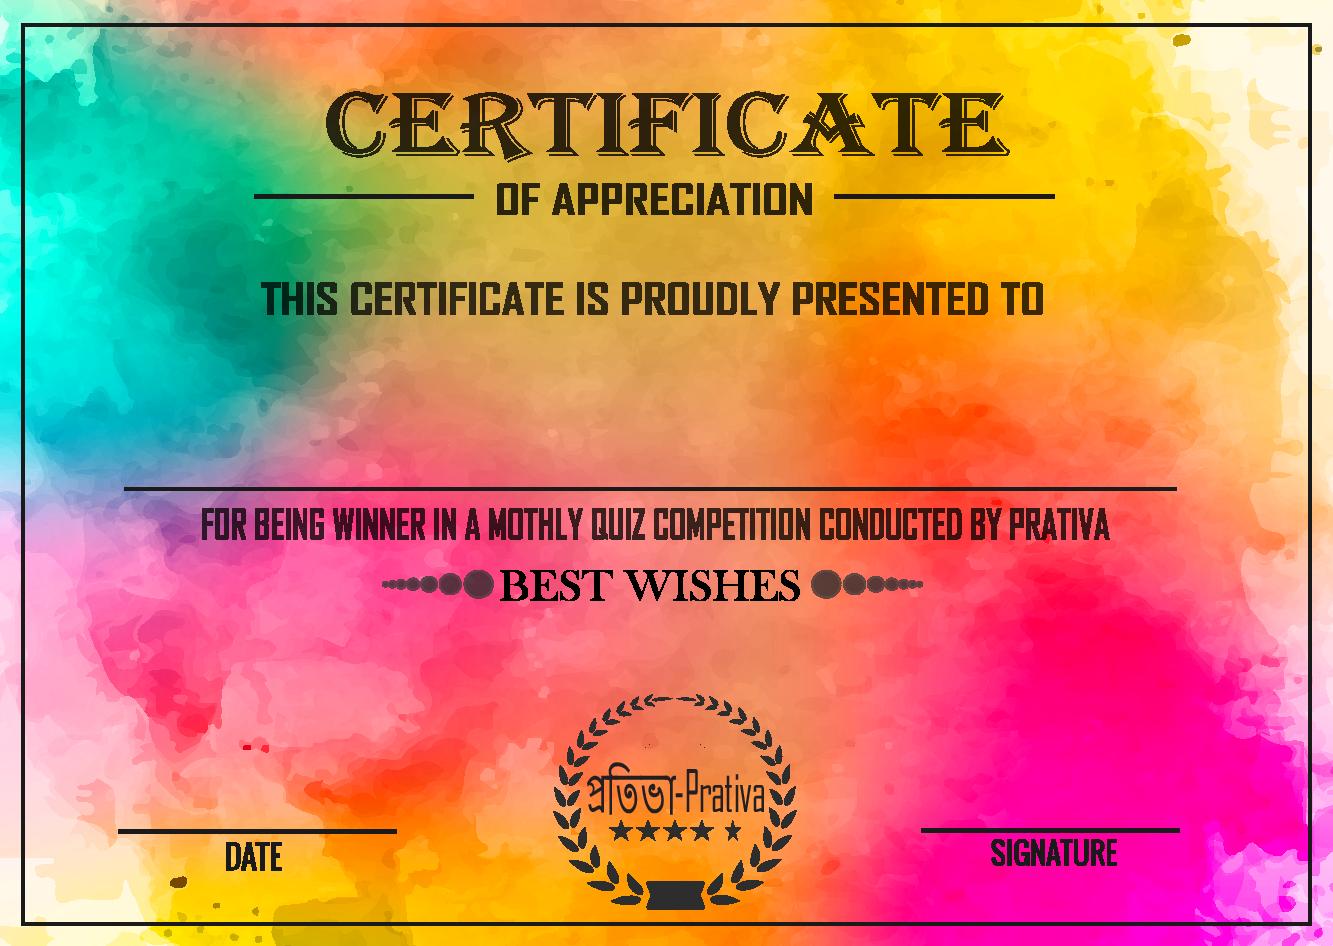 CERTIFICATE
OF APPRECIATION
THIS CERTIFICATE IS PROUDLY PRESENTED TO
FOR BEING WINNER IN A MOTHLY QUIZ COMPETITION CONDUCTED BY PRATIVA
BEST WISHES
প্রতিভা-Prativa
DATE
SIGNATURE